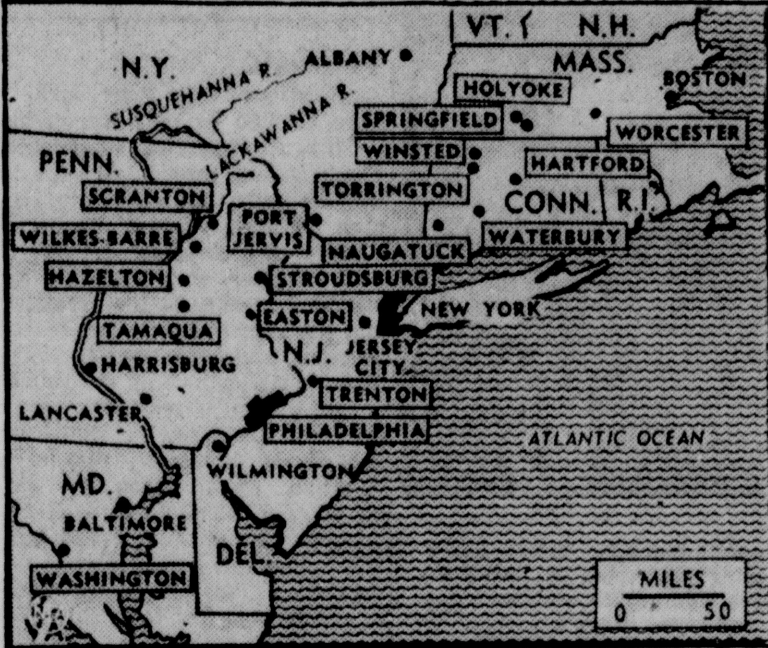 VT. N.H.
N.Y.
ALBANY
MASS.
HOLYOKE
BOSTON
SUSQUEHANNA R.
SPRINGFIELD
WORCESTER
LACKAWANNA R.
WINSTED
HARTFORD
PENN.
SCRANTON
TORRINGTON
CONN. R.I.
PORT
JERVIS
WILKES-BARRE
WATERBURY
NAUGATUCK
HAZELTON
STROUDSBURG
NEW YORK
EASTON
TAMAQUA
N.J.
JERSEY
CITY
HARRISBURG
TRENTON
LANCASTER
PHILADELPHIA
ATLANTIC OCEAN
WILMINGTON
MD.
BALTIMORE
DEL.
WASHINGTON
MILES
0 50